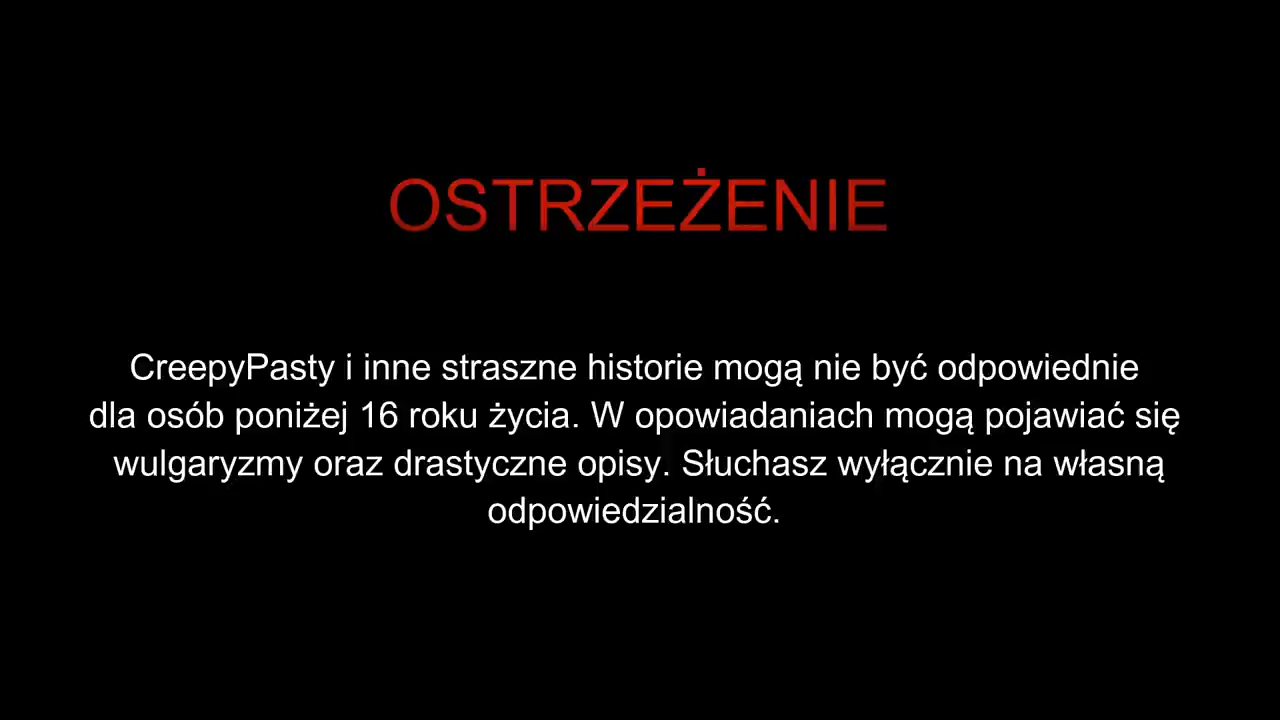 OSTRZEŻENIE
CreepyPasty i inne straszne historie mogą nie być odpowiednie
dla osób poniżej 16 roku życia. W opowiadaniach mogą pojawiać się
wulgaryzmy oraz drastyczne opisy. Słuchasz wyłącznie na własną
odpowiedzialność.